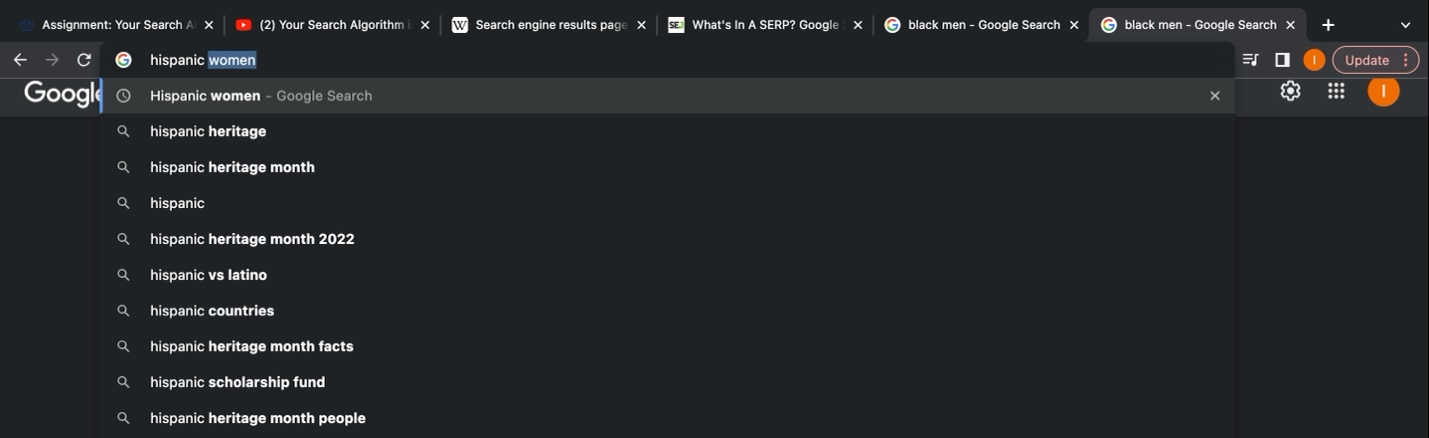 Assignment: Your Search A
(2) Your Search Algorithm i
Search engine results page
What's In A SERP? Google S
black men - Google Search
black men - Google Search
hispanic women
I
Update
Google
Hispanic women - Google Search
I
hispanic heritage
hispanic heritage month
hispanic
hispanic heritage month 2022
hispanic vs latino
hispanic countries
hispanic heritage month facts
hispanic scholarship fund
hispanic heritage month people